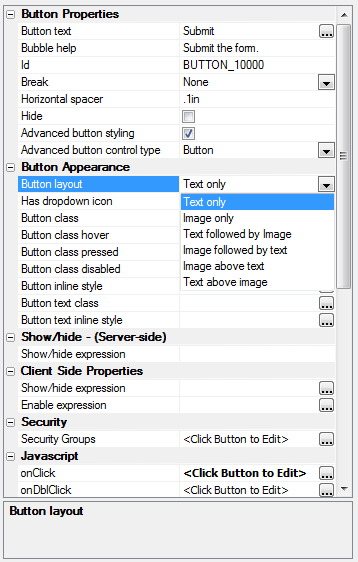 Button Properties
Button text Submit ...
Bubble help Submit the form.
Id BUTTON_10000
Break None
Horizontal spacer .1in
Hide
Advanced button styling
Advanced button control type Button
Button Appearance
Button layout Text only
Has dropdown icon Text only
Button class Image only
Button class hover Text followed by Image
Button class pressed Image followed by text
Button class disabled Image above text
Button inline style Text above image
Button text class ...
Button text inline style ...
Show/hide - (Server-side)
Show/hide expression
Client Side Properties
Show/hide expression ...
Enable expression ...
Security
Security Groups <Click Button to Edit> ...
Javascript
onClick <Click Button to Edit> ...
onDblClick <Click Button to Edit> ...
Button layout